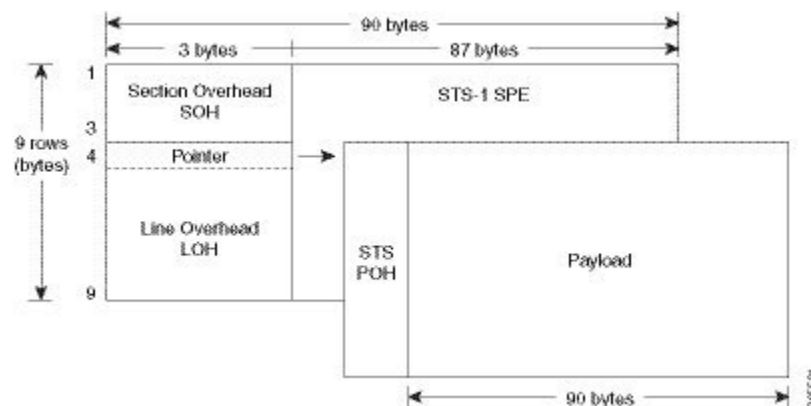 90 bytes
3 bytes
87 bytes
1
Section Overhead
SOH
STS-1 SPE
3
9 rows
(bytes)
4
Pointer
Line Overhead
LOH
STS
POH
Payload
9
90 bytes